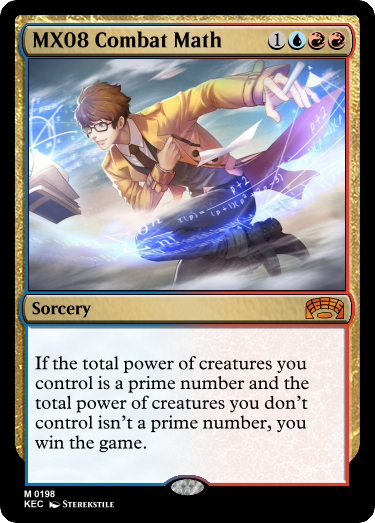 MX08 Combat Math 1
Sorcery
If the total power of creatures you
control is a prime number and the
total power of creatures you don't
control isn't a prime number, you
win the game.
M 0198
KEC STEREKSTILE